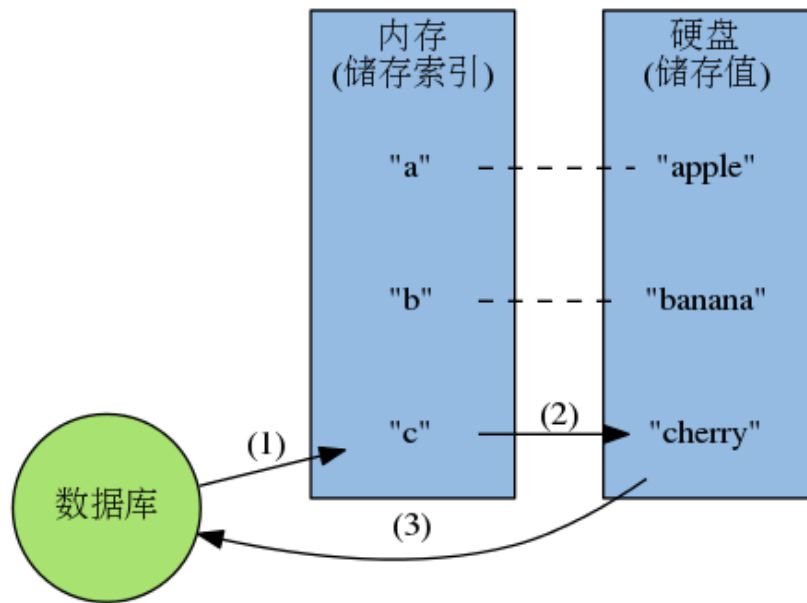 内存
(储存索引)
硬盘
(储存值)
"a"
"apple"
"b"
"banana"
"c"
(2)
"cherry"
(1)
数据库
(3)